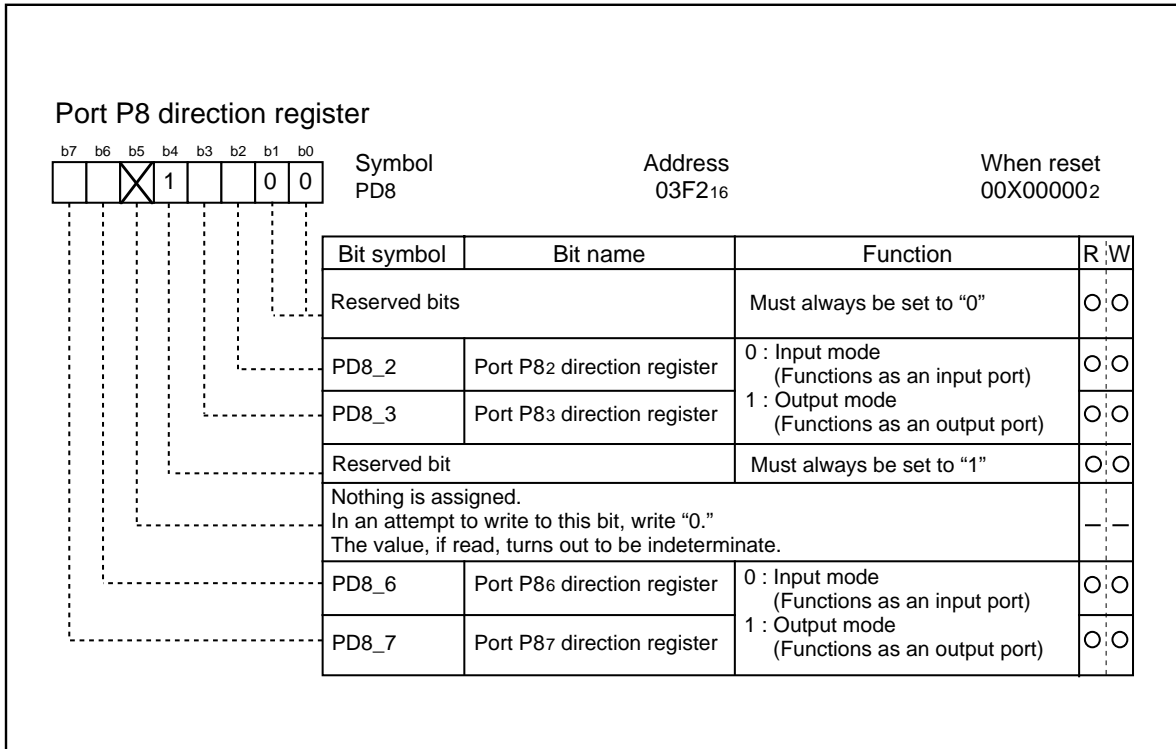 Port P8 direction register
b7 b6 b5 b4 b3 b2 b1 b0
1 0 0
Symbol Address When reset
PD8 03F216 00X000002
Bit symbol Bit name Function R W
Reserved bits Must always be set to “0”
PD8_2 Port P82 direction register
PD8_3 Port P83 direction register
0 : Input mode
(Functions as an input port)
1 : Output mode
(Functions as an output port)
Reserved bit Must always be set to “1”
Nothing is assigned.
In an attempt to write to this bit, write “0.”
The value, if read, turns out to be indeterminate.
PD8_6 Port P86 direction register
PD8_7 Port P87 direction register
0 : Input mode
(Functions as an input port)
1 : Output mode
(Functions as an output port)